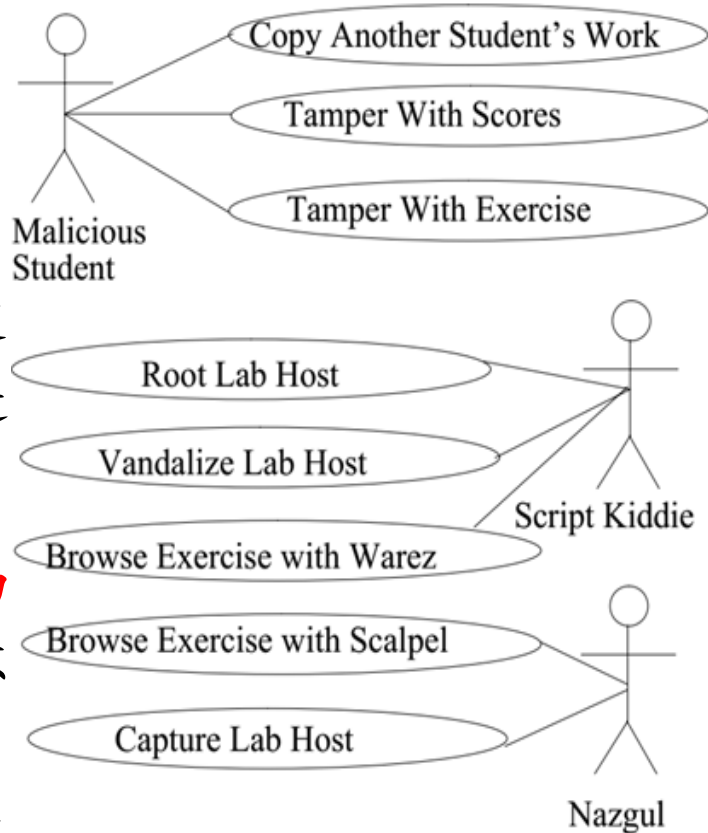 Copy Another Student's Work
Tamper With Scores
Tamper With Exercise
Malicious
Student
Root Lab Host
Vandalize Lab Host
Script Kiddie
Browse Exercise with Warez
Browse Exercise with Scalpel
Capture Lab Host
Nazgul